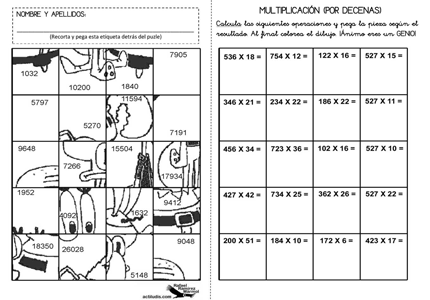 NOMBRE Y APELLIDOS:
(Recorta y pega esta etiqueta detrás del puzle)
7905
1032
10200
1840
5797
11594
5270
7191
9648
15504
7266
17934
1952
9412
4092
1632
18350
9048
26028
5148
Rafael
Ramírez
Marmol
actiludis.com
MULTIPLICACIÓN (POR DECENAS)
Calcula las siguientes operaciones y pega la pieza según el
resultado. Al final colorea el dibujo. ¡Ánimo eres un GENIO!
536 X 18 = 754 X 12 = 122 X 16 = 527 X 15 =
346 X 21 = 234 X 22 = 186 X 22 = 527 X 11 =
456 X 34 = 723 X 36 = 102 X 16 = 527 X 10 =
427 X 42 = 734 X 25 = 362 X 26 = 527 X 22 =
200 X 51 = 184 X 10 = 172 X 6 = 423 X 17 =